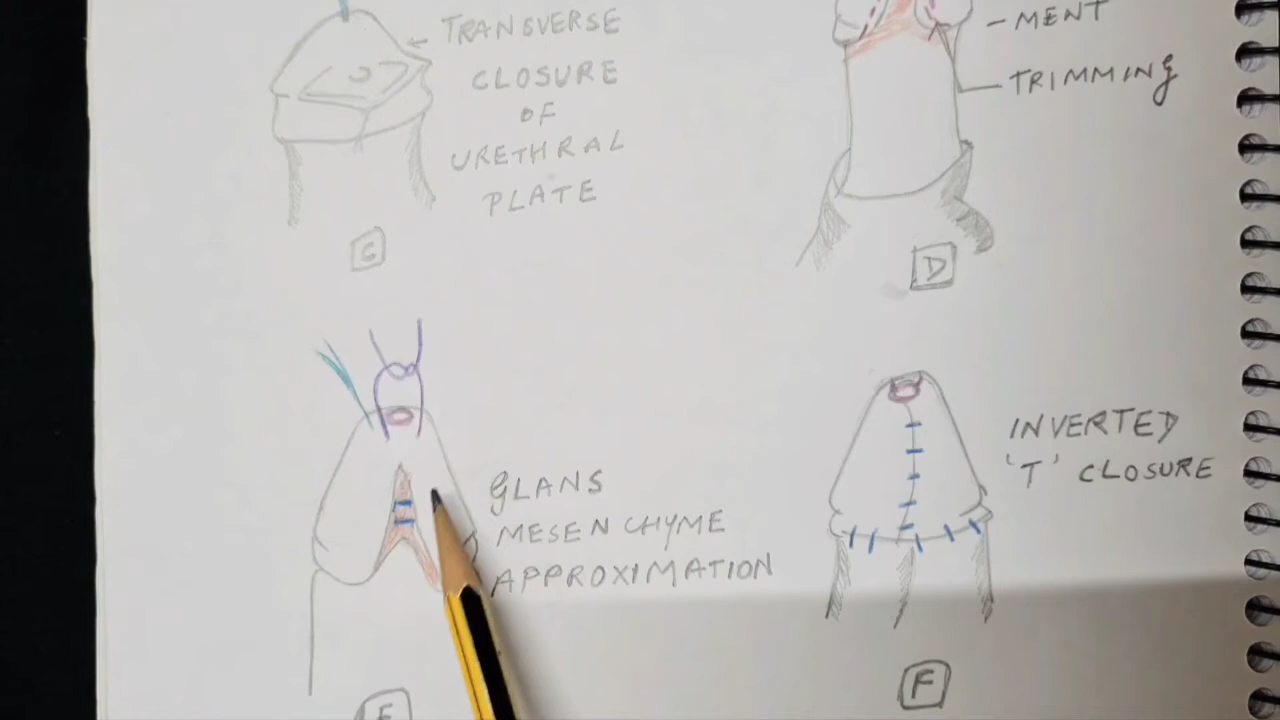 TRANSVERSE
CLOSURE
OF
URETHRAL
PLATE
C
- MENT
TRIMMING
D
GLANS
MESENCHYME
APPROXIMATION
E
INVERTED
'T' CLOSURE
F